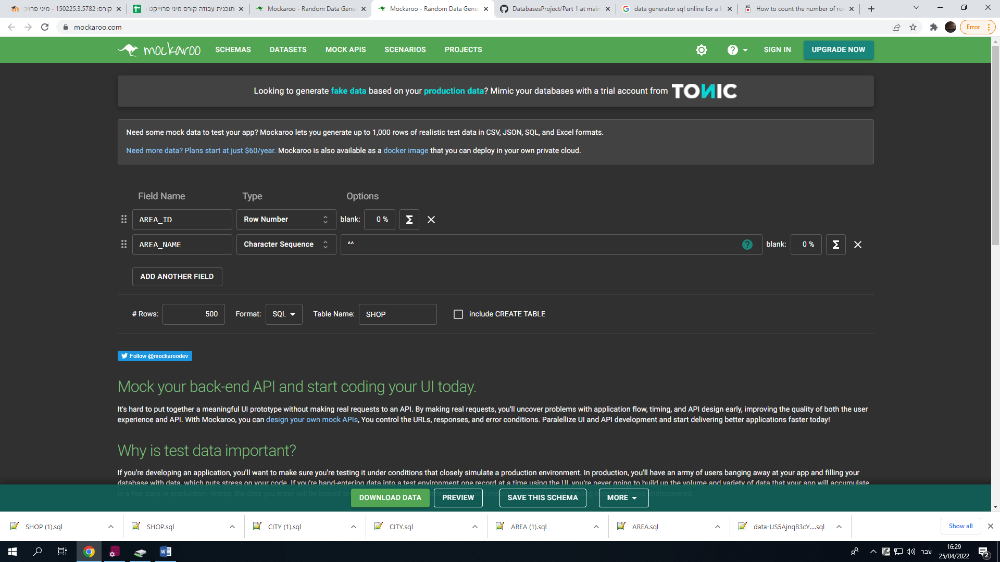 קורס: 150225.3.5782 - מיני פרויק
תוכנית עבודה קורס מיני פרוייקט
Mockaroo - Random Data Gene
Mockaroo - Random Data Gene
DatabasesProject/Part 1 at main
data generator sql online for a l
How to count the number of ro
mockaroo.com
Error
mockaroo
SCHEMAS
DATASETS
MOCK APIS
SCENARIOS
PROJECTS
SIGN IN
UPGRADE NOW
Looking to generate fake data based on your production data? Mimic your databases with a trial account from TONIC
Need some mock data to test your app? Mockaroo lets you generate up to 1,000 rows of realistic test data in CSV, JSON, SQL, and Excel formats.
Need more data? Plans start at just $60/year. Mockaroo is also available as a docker image that you can deploy in your own private cloud.
Field Name
Type
Options
AREA_ID
Row Number
blank:
0 %
Σ
AREA_NAME
Character Sequence
^^
?
blank:
0 %
Σ
ADD ANOTHER FIELD
# Rows:
500
Format:
SQL
Table Name:
SHOP
include CREATE TABLE
Follow @mockaroodev
Mock your back-end API and start coding your UI today.
It's hard to put together a meaningful UI prototype without making real requests to an API. By making real requests, you'll uncover problems with application flow, timing, and API design early, improving the quality of both the user
experience and API. With Mockaroo, you can design your own mock APIs, You control the URLs, responses, and error conditions. Paralellize UI and API development and start delivering better applications faster today!
Why is test data important?
If you're developing an application, you'll want to make sure you're testing it under conditions that closely simulate a production environment. In production, you'll have an army of users banging away at your app and filling your
database with data, which puts stress on your code. If you're hand-entering data into a test environment one record at a time using the UI, you're never going to build up the volume and variety of data that your app will accumulate
in a few days in production. Worse, the data you enter will be biased to
undiscovered.
DOWNLOAD DATA
PREVIEW
SAVE THIS SCHEMA
MORE
SHOP (1).sql
SHOP.sql
CITY (1).sql
CITY.sql
AREA (1).sql
AREA.sql
data-US5AjnqB3cY....sql
Show all
עבר
16:29
25/04/2022
2